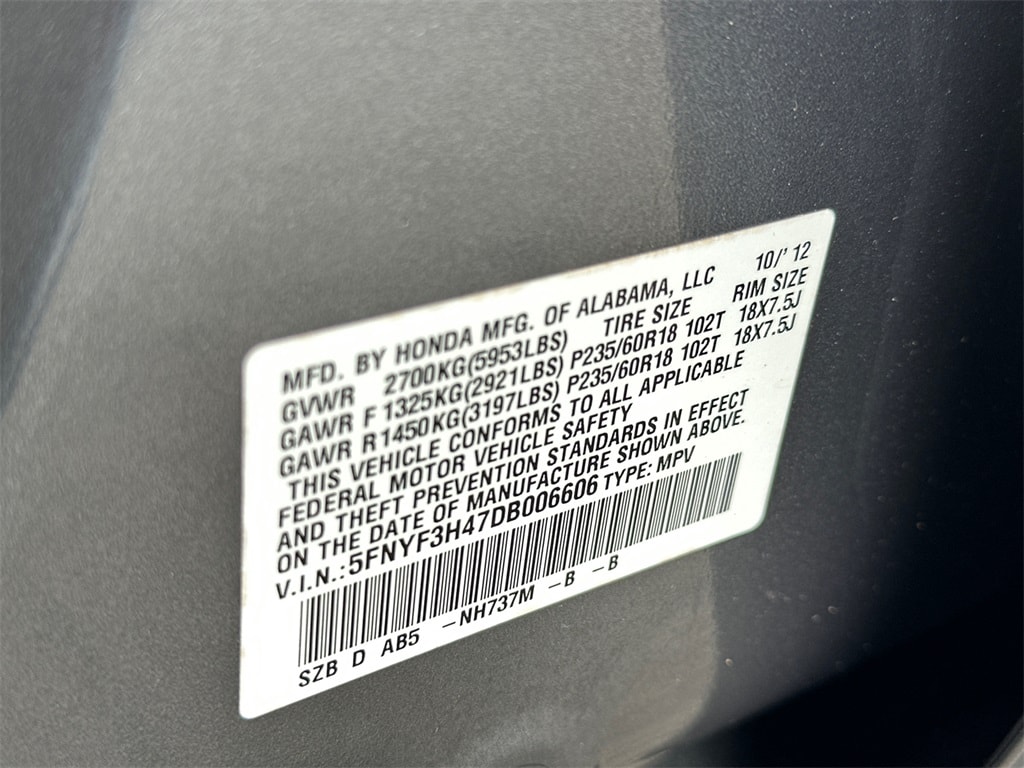 MFD. BY HONDA MFG. OF ALABAMA, LLC 10/' 12
GVWR 2700KG(5953LBS) TIRE SIZE RIM SIZE
GAWR F 1325KG(2921LBS) P235/60R18 102T 18X7.5J
GAWR R1450KG(3197LBS) P235/60R18 102T 18X7.5J
THIS VEHICLE CONFORMS TO ALL APPLICABLE
FEDERAL MOTOR VEHICLE SAFETY
AND THEFT PREVENTION STANDARDS IN EFFECT
ON THE DATE OF MANUFACTURE SHOWN ABOVE.
V.I.N.:5FNYF3H47DB006606 TYPE: MPV
SZB D AB5 –NH737M –B –B